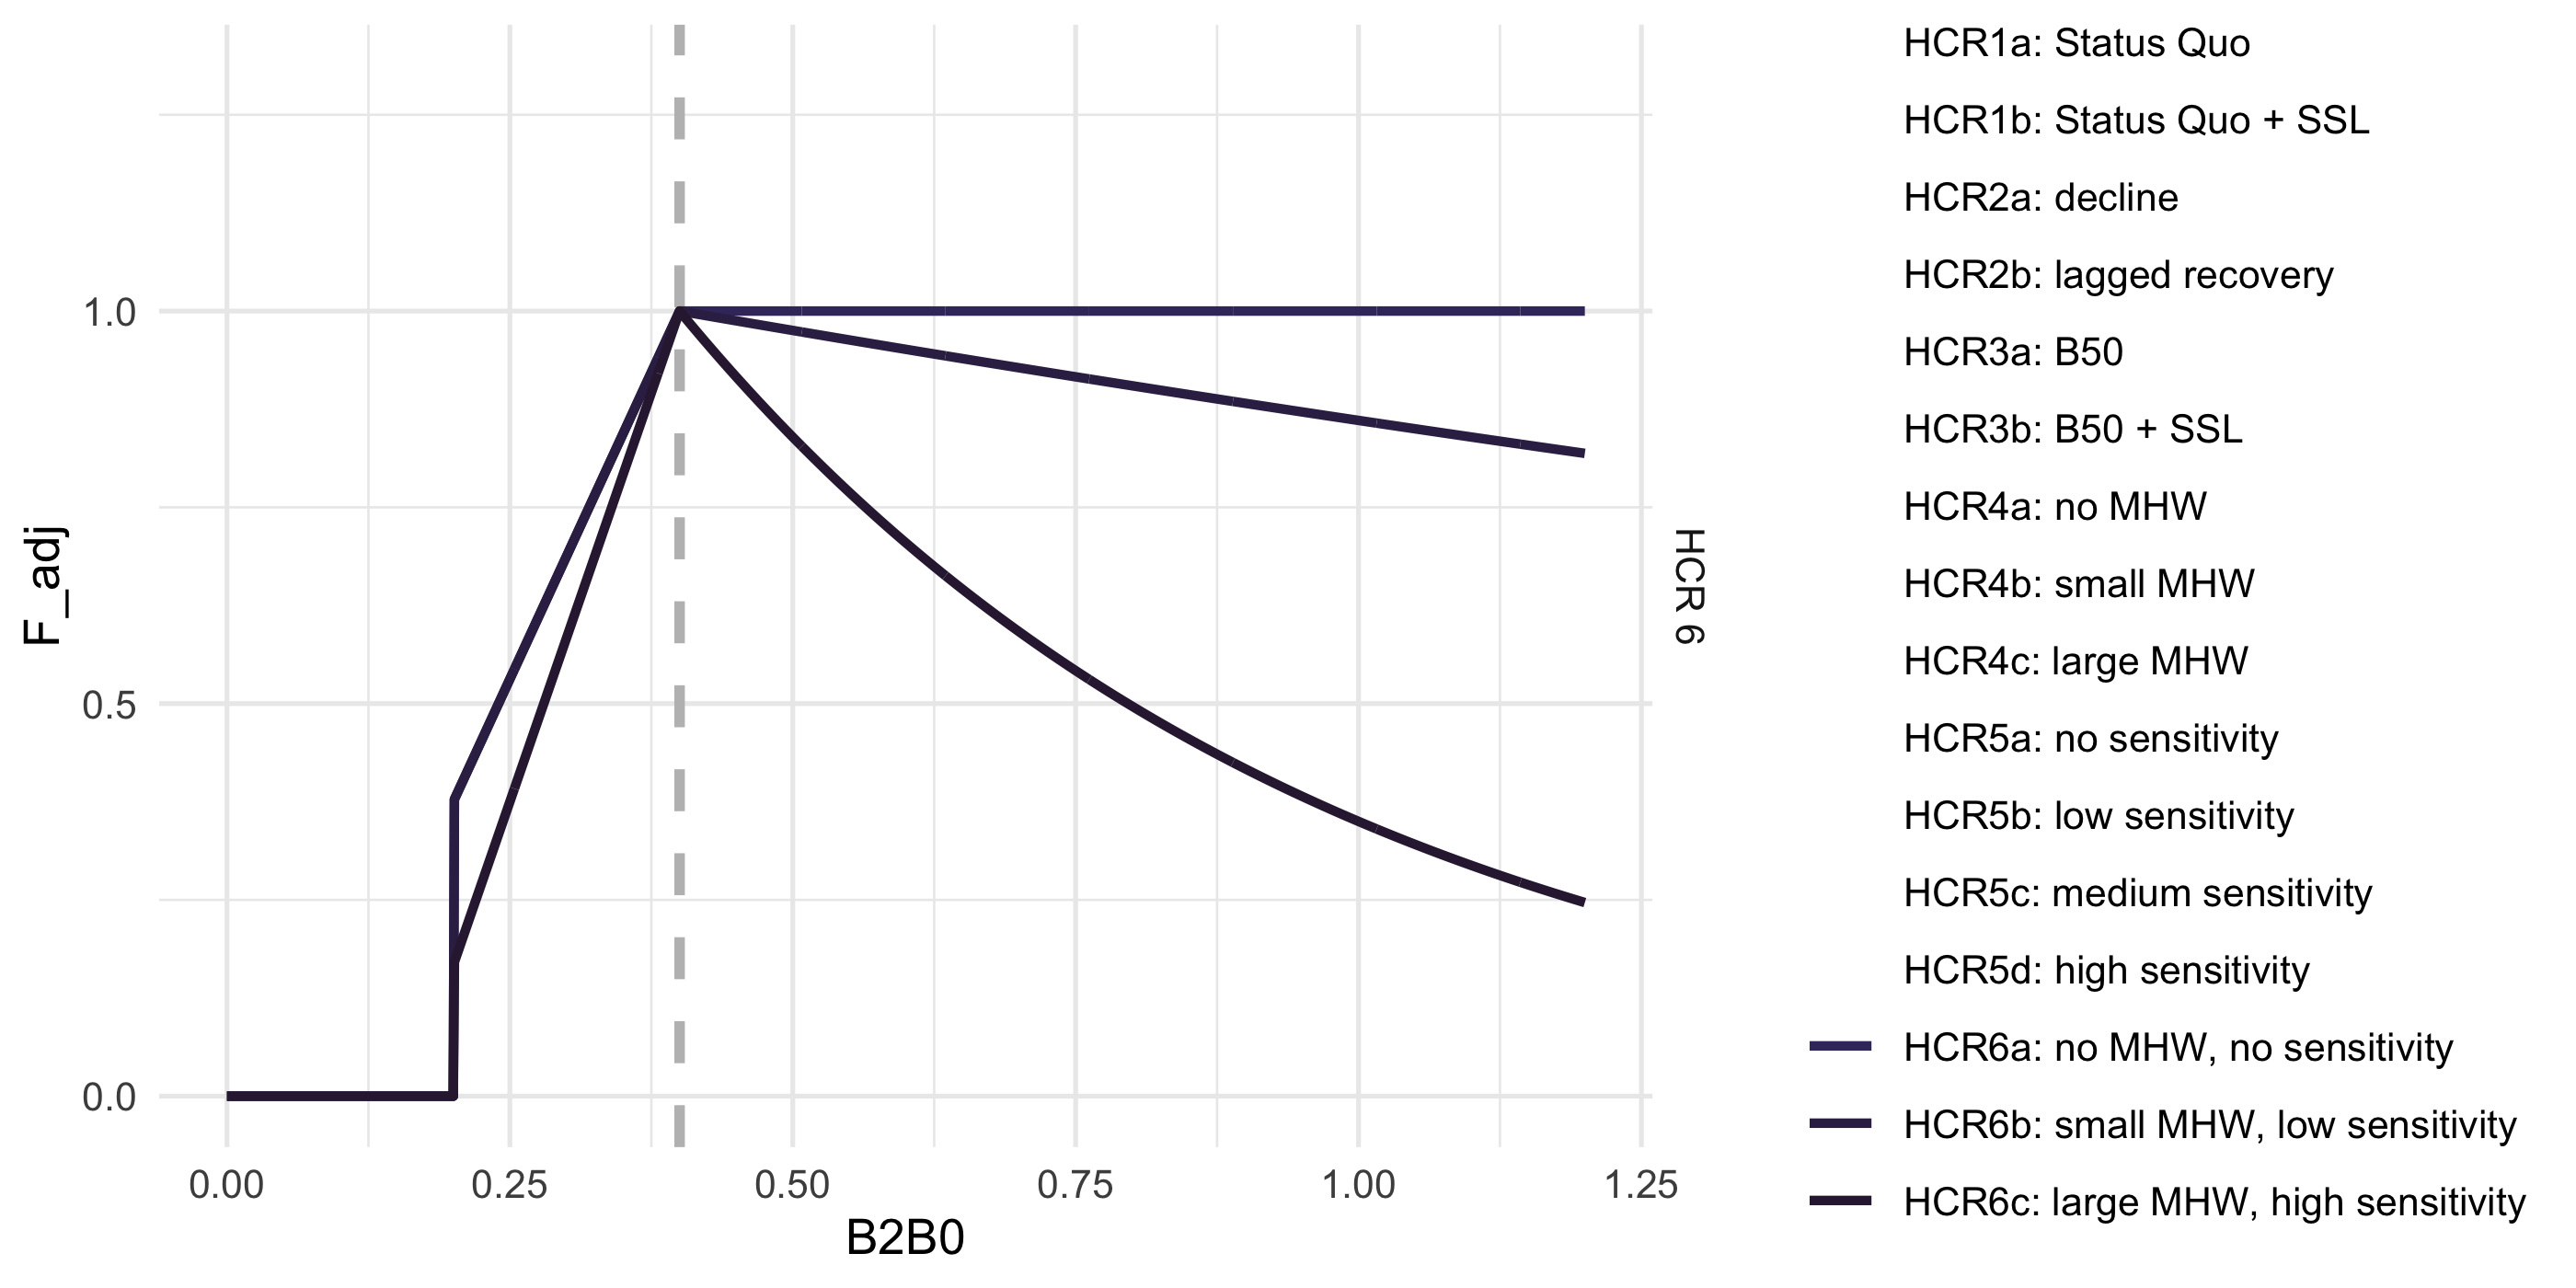 F_adj
1.0
0.5
0.0
0.00 0.25 0.50 0.75 1.00 1.25
B2B0
HCR 6
HCR1a: Status Quo
HCR1b: Status Quo + SSL
HCR2a: decline
HCR2b: lagged recovery
HCR3a: B50
HCR3b: B50 + SSL
HCR4a: no MHW
HCR4b: small MHW
HCR4c: large MHW
HCR5a: no sensitivity
HCR5b: low sensitivity
HCR5c: medium sensitivity
HCR5d: high sensitivity
HCR6a: no MHW, no sensitivity
HCR6b: small MHW, low sensitivity
HCR6c: large MHW, high sensitivity